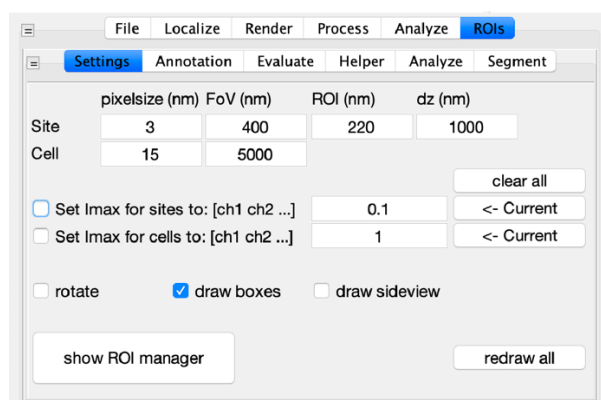 File Localize Render Process Analyze ROIs
Settings Annotation Evaluate Helper Analyze Segment
pixelsize (nm) FoV (nm) ROI (nm) dz (nm)
Site 3 400 220 1000
Cell 15 5000
clear all
Set Imax for sites to: [ch1 ch2 ...] 0.1 <- Current
Set Imax for cells to: [ch1 ch2 ...] 1 <- Current
rotate draw boxes draw sideview
show ROI manager redraw all